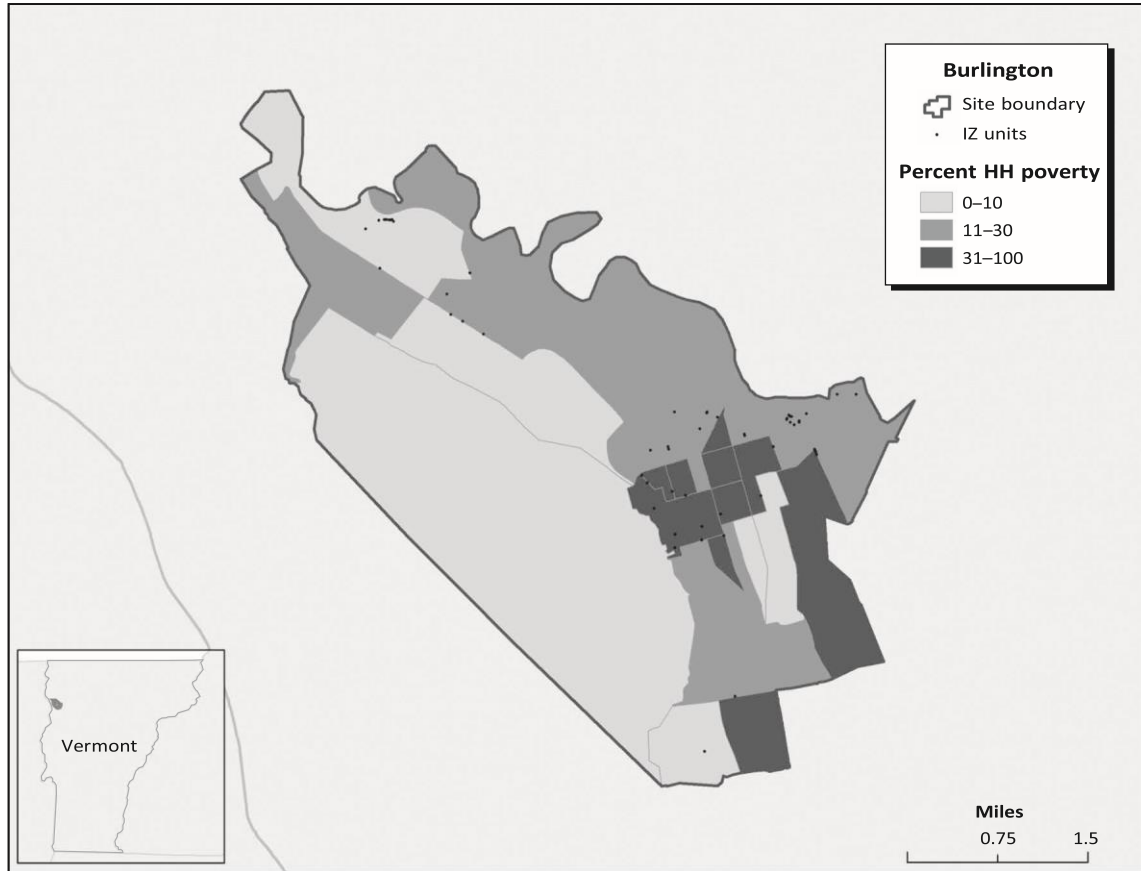 Burlington
Site boundary
IZ units
Percent HH poverty
0–10
11–30
31–100
Vermont
Miles
0.75 1.5